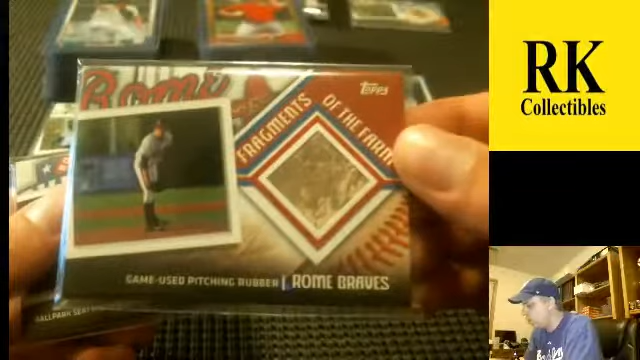 Rome
Topps
FRAGMENTS
OF THE FARM
GAME-USED PITCHING RUBBER | ROME BRAVES
RK
Collectibles